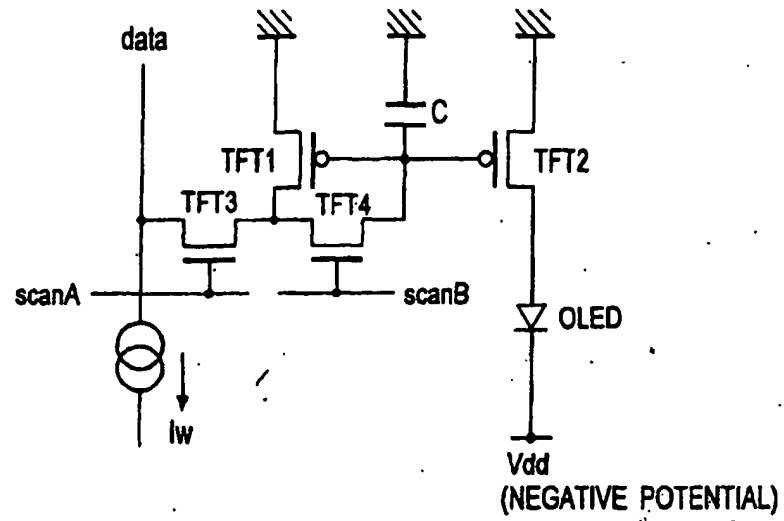 data
C
TFT1
TFT2
TFT3
TFT4
scanA
scanB
OLED
Iw
Vdd
(NEGATIVE POTENTIAL)